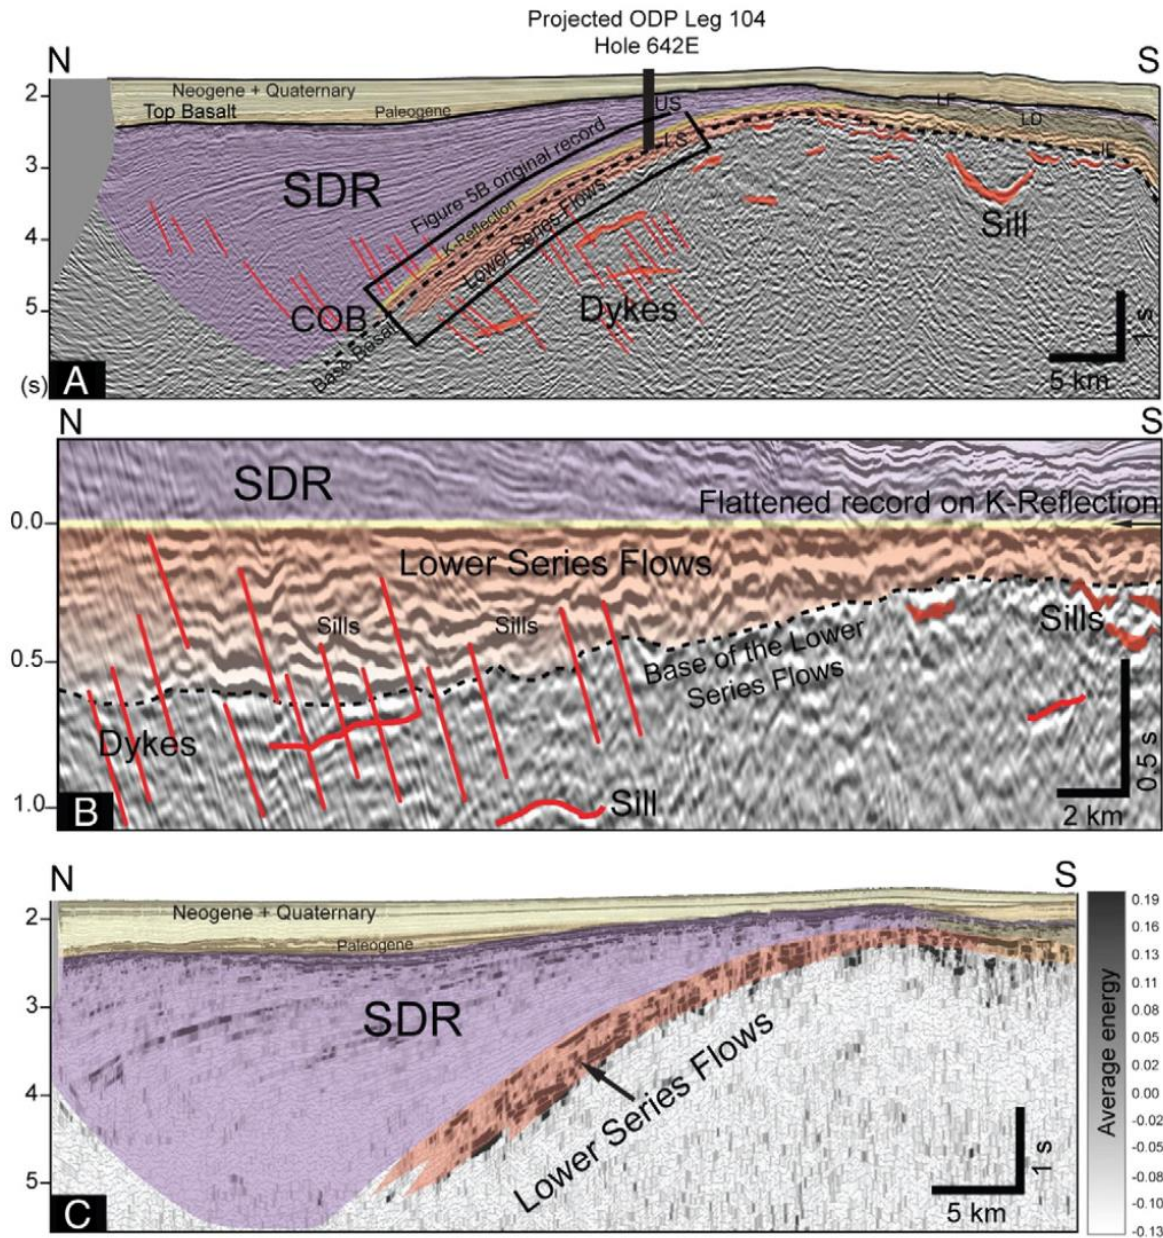 Projected ODP Leg 104
Hole 642E
N
S
2
Neogene + Quaternary
Top Basalt
Paleogene
US
LF
LD
LS
3
SDR
Figure 5B original record
K-Reflection
Lower Series Flows
Sill
4
COB
Dykes
5
Base Basalt
1 s
5 km
(s)
A
N
S
SDR
Flattened record on K-Reflection
0.0
Lower Series Flows
Sills
Sills
Sills
0.5
Base of the Lower
Series Flows
Dykes
0.5 s
1.0
B
Sill
2 km
N
S
2
Neogene + Quaternary
Paleogene
3
SDR
4
Lower Series Flows
5
1 s
5 km
C
Average energy
0.19
0.16
0.13
0.11
0.08
0.05
0.02
0.00
-0.02
-0.05
-0.08
-0.10
-0.13